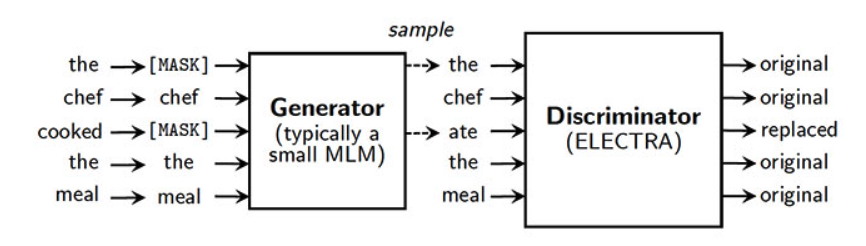 sample
the [MASK] the original
chef chef chef original
cooked [MASK] ate replaced
the the the original
meal meal meal original
Generator
(typically a
small MLM)
Discriminator
(ELECTRA)